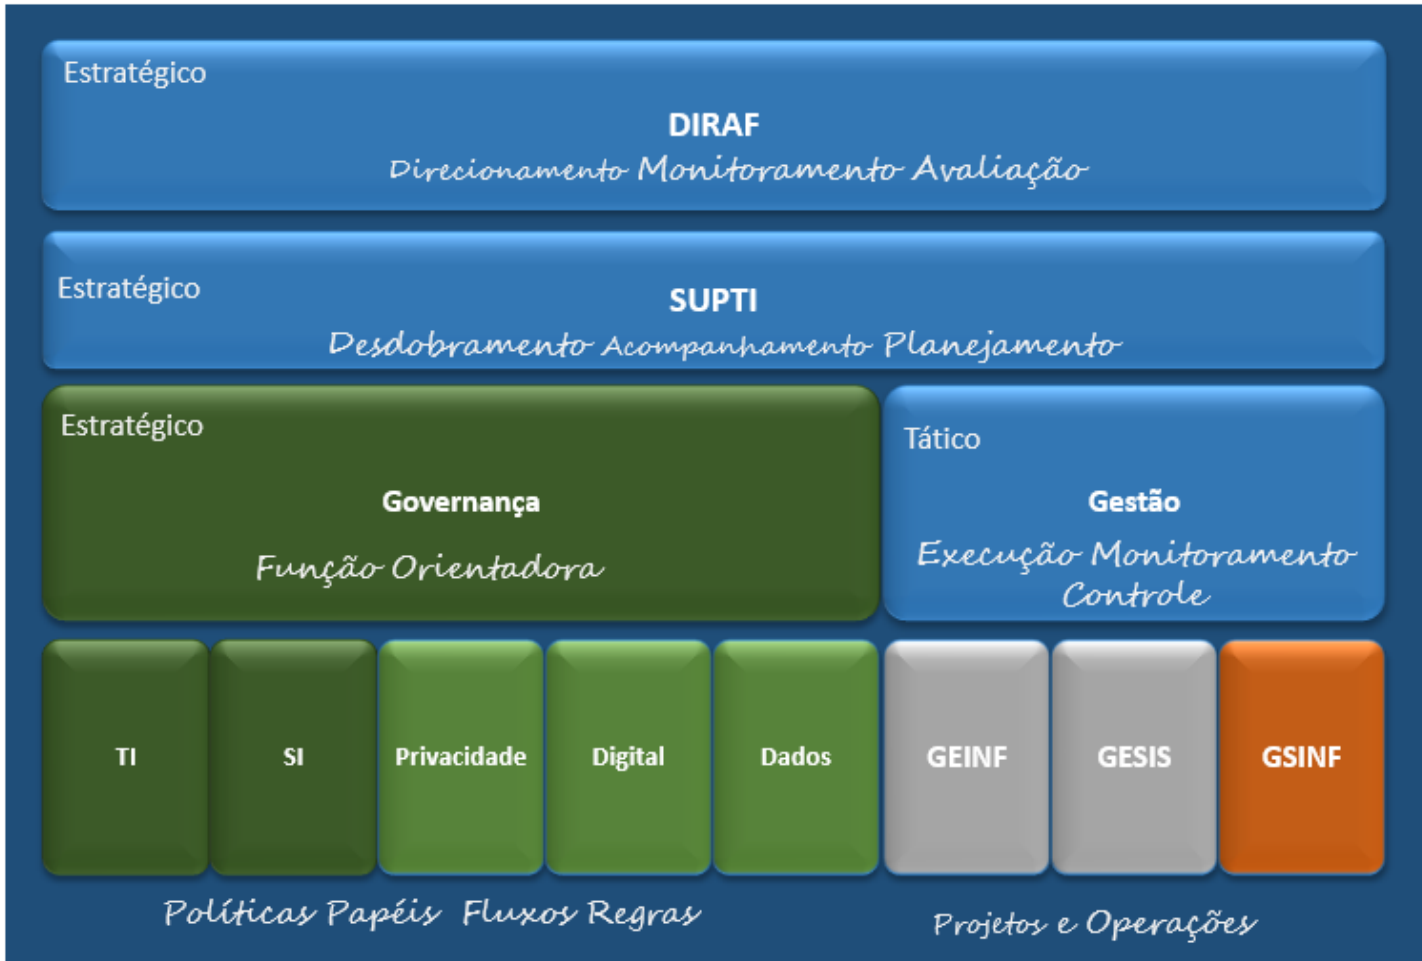 Estratégico
DIRAF
Direcionamento Monitoramento Avaliação
Estratégico
SUPTI
Desdobramento Acompanhamento Planejamento
Estratégico
Governança
Função Orientadora
Tático
Gestão
Execução Monitoramento
Controle
TI SI Privacidade Digital Dados GEINF GESIS GSINF
Políticas Papéis Fluxos Regras
Projetos e Operações